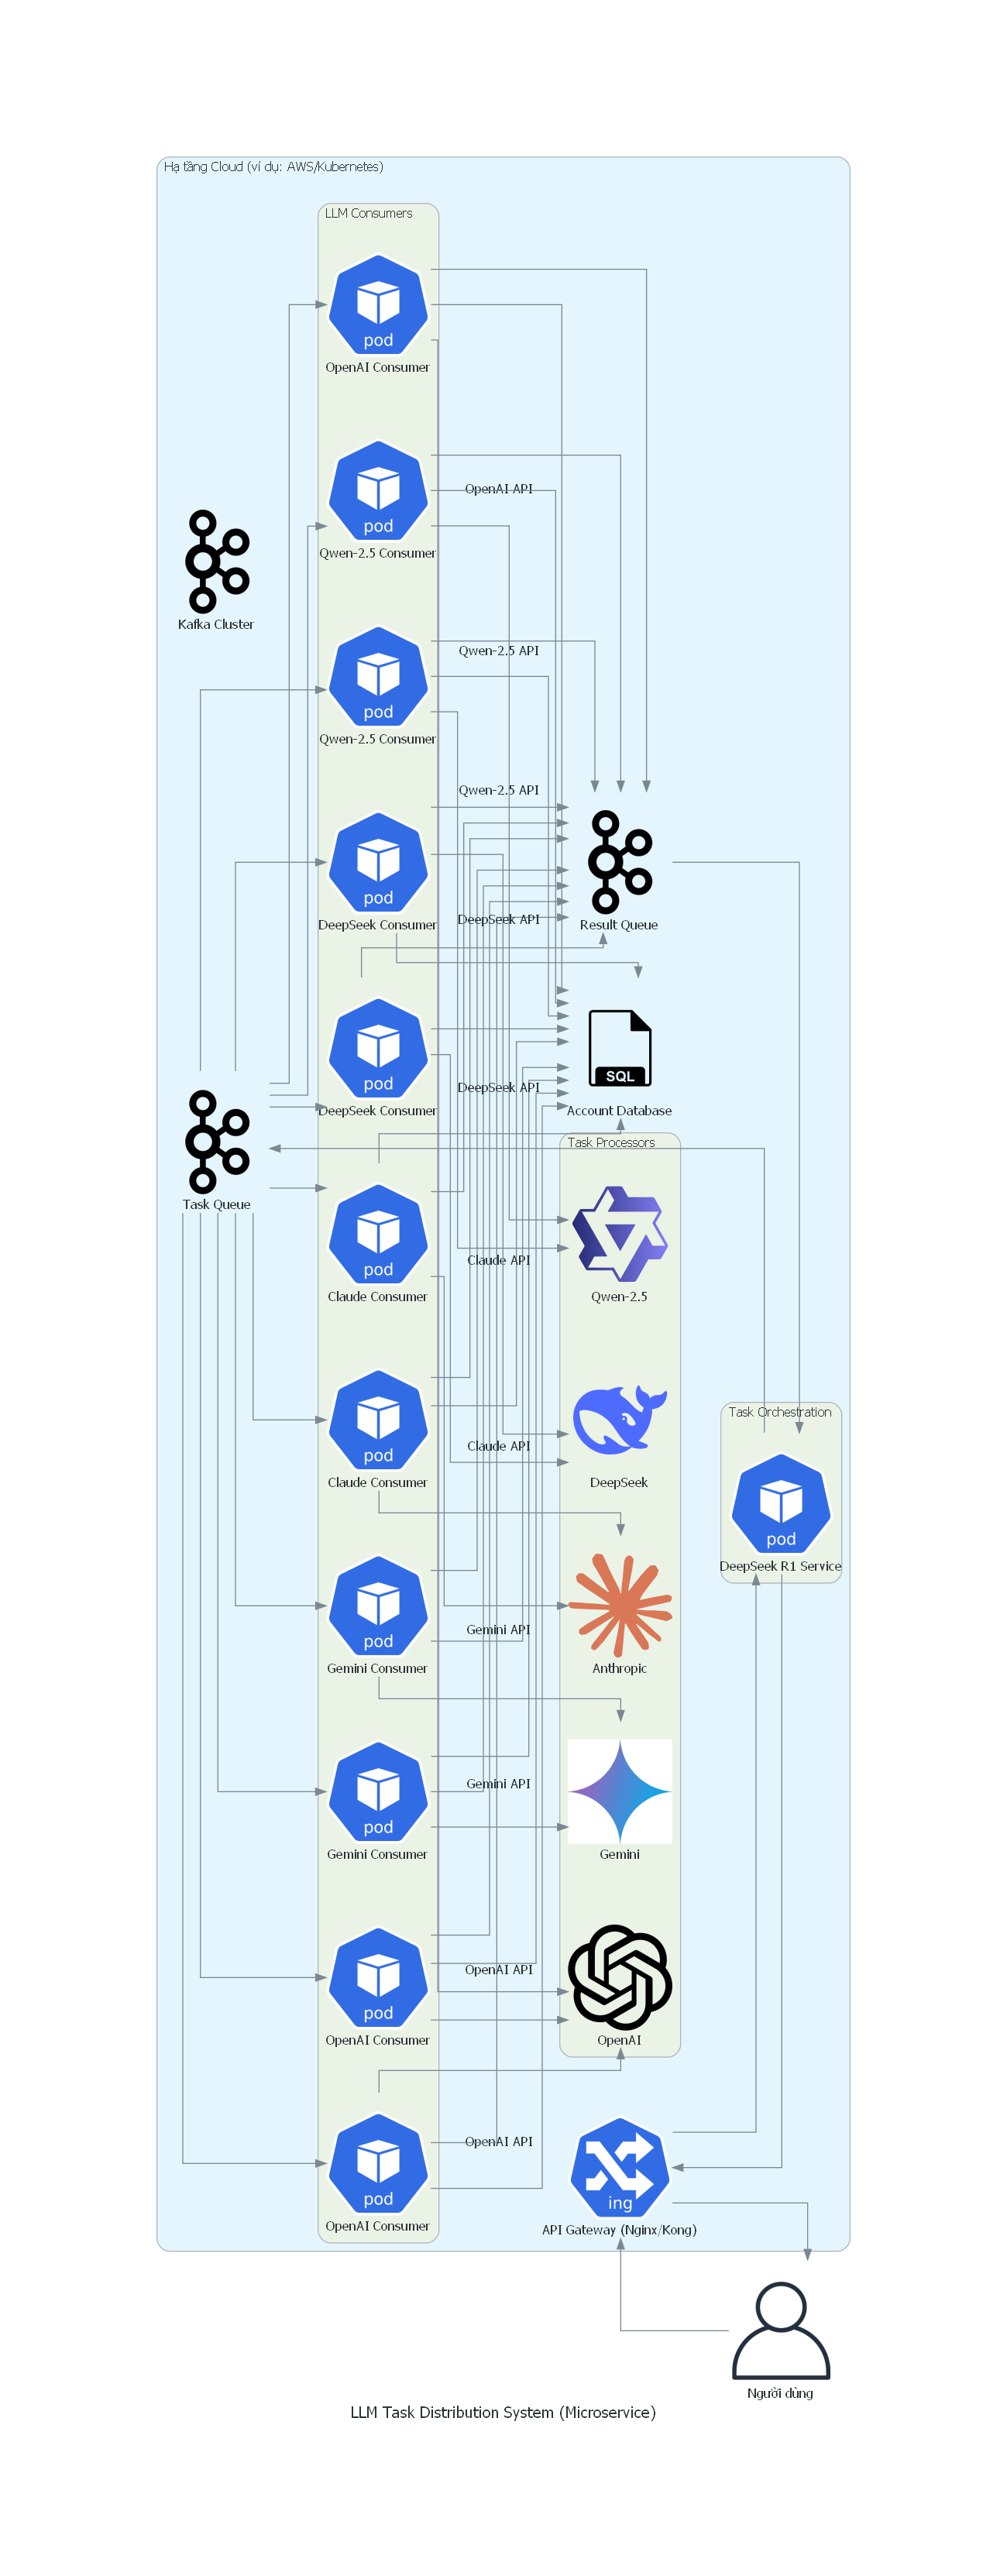 Hạ tầng Cloud (ví dụ: AWS/Kubernetes)
LLM Consumers
pod
OpenAI Consumer
OpenAI API
pod
Qwen-2.5 Consumer
Kafka Cluster
Qwen-2.5 API
pod
Qwen-2.5 Consumer
Qwen-2.5 API
pod
DeepSeek Consumer
DeepSeek API
Result Queue
pod
DeepSeek Consumer
DeepSeek API
SQL
Account Database
Task Processors
Task Queue
pod
Claude Consumer
Claude API
Qwen-2.5
pod
Claude Consumer
Claude API
DeepSeek
Task Orchestration
pod
DeepSeek R1 Service
pod
Gemini Consumer
Gemini API
Anthropic
pod
Gemini Consumer
Gemini API
Gemini
pod
OpenAI Consumer
OpenAI API
OpenAI
pod
OpenAI Consumer
OpenAI API
ing
API Gateway (Nginx/Kong)
Người dùng
LLM Task Distribution System (Microservice)